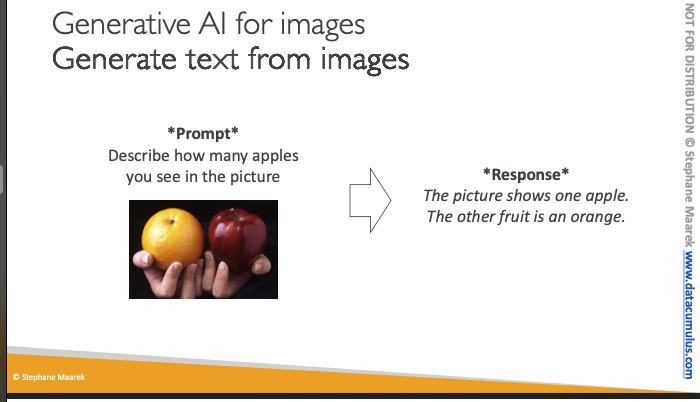 Generative AI for images
Generate text from images
*Prompt*
Describe how many apples
you see in the picture
*Response*
The picture shows one apple.
The other fruit is an orange.
© Stephane Maarek
NOT FOR DISTRIBUTION © Stephane Maarek www.datacumulus.com